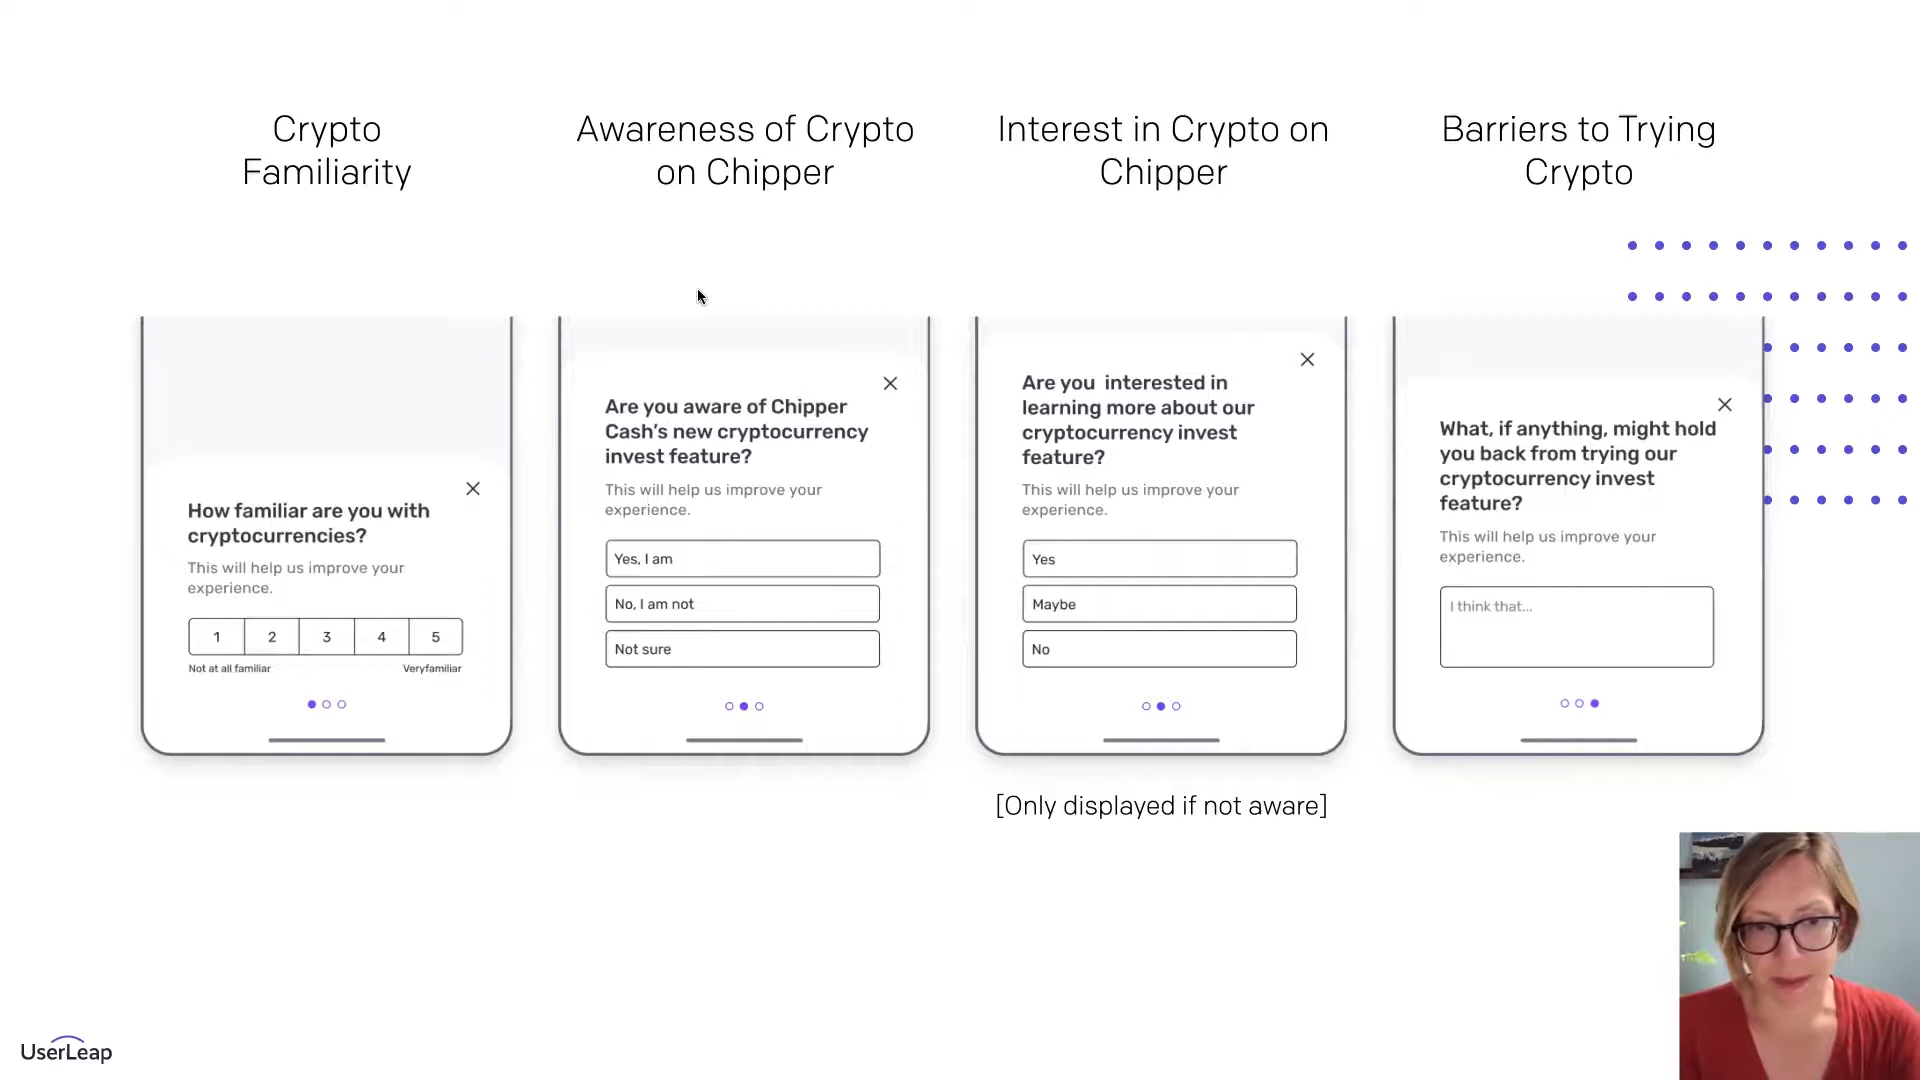 Crypto
Familiarity
Awareness of Crypto
on Chipper
Interest in Crypto on
Chipper
Barriers to Trying
Crypto
How familiar are you with
cryptocurrencies?
This will help us improve your
experience.
1 2 3 4 5
Not at all familiar Veryfamiliar
Are you aware of Chipper
Cash's new cryptocurrency
invest feature?
This will help us improve your
experience.
Yes, I am
No, I am not
Not sure
Are you interested in
learning more about our
cryptocurrency invest
feature?
This will help us improve your
experience.
Yes
Maybe
No
[Only displayed if not aware]
What, if anything, might hold
you back from trying our
cryptocurrency invest
feature?
This will help us improve your
experience.
I think that...
UserLeap